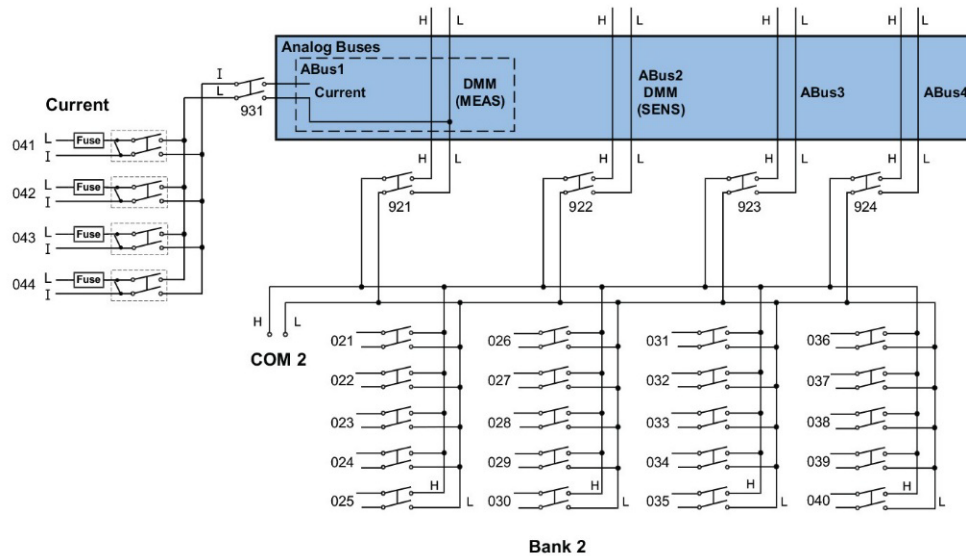 H L H L H L H L
Analog Buses
ABus1
Current
DMM
(MEAS)
ABus2
DMM
(SENS)
ABus3
ABus4
I
L
931
Current
041 L Fuse
I
042 L Fuse
I
043 L Fuse
I
044 L Fuse
I
H L H L H L H L
921 922 923 924
H L
COM 2
021 026 031 036
022 027 032 037
023 028 033 038
024 029 034 039
H H H H
025 030 035 040
L L L L
Bank 2